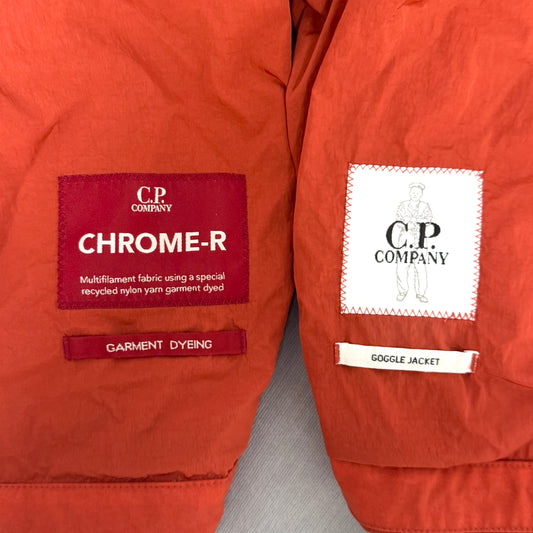 C.P.
COMPANY
CHROME-R
Multifilament fabric using a special
recycled nylon yarn garment dyed
GARMENT DYEING
C.P.
COMPANY
GOGGLE JACKET